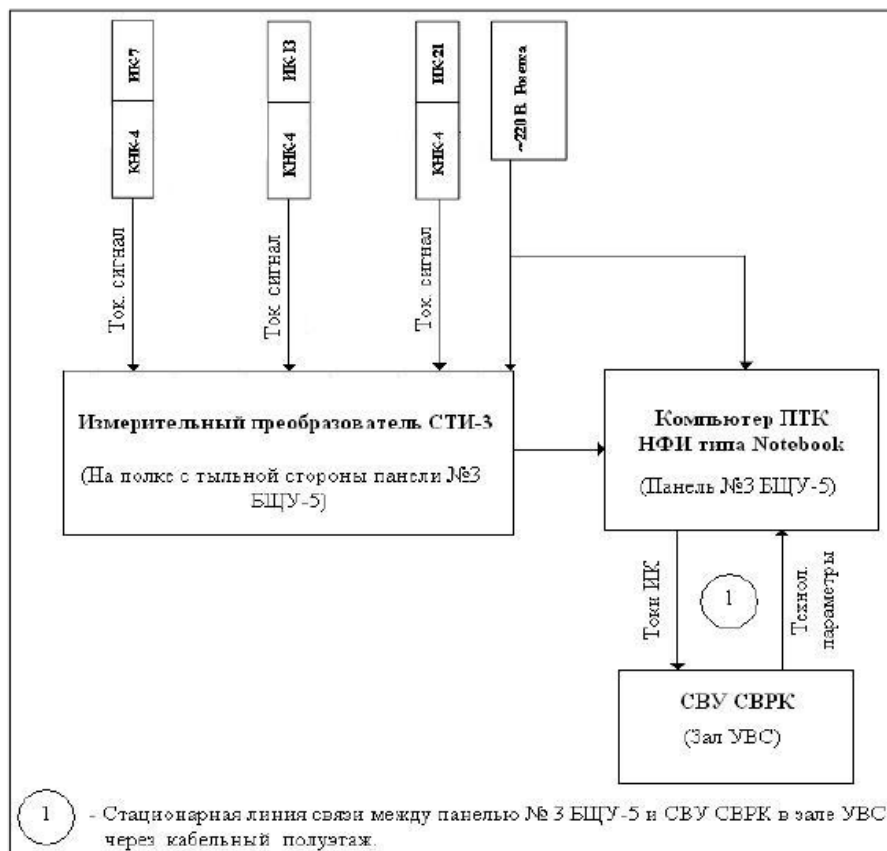 ИК-7
КНК-4
ИК-13
КНК-4
ИК-21
КНК-4
~220 В. Розетка
Ток. сигнал
Ток. сигнал
Ток. сигнал
Измерительный преобразователь СТИ-3
(На полке с тыльной стороны панели №3
БЩУ-5)
Компьютер ПТК
НФИ типа Notebook
(Панель №3 БЩУ-5)
Токи ИК
1
Технол.
параметры
СВУ СВРК
(Зал УВС)
1
- Стационарная линия связи между панелью № 3 БЩУ-5 и СВУ СВРК в зале УВС
через кабельный полуэтаж.